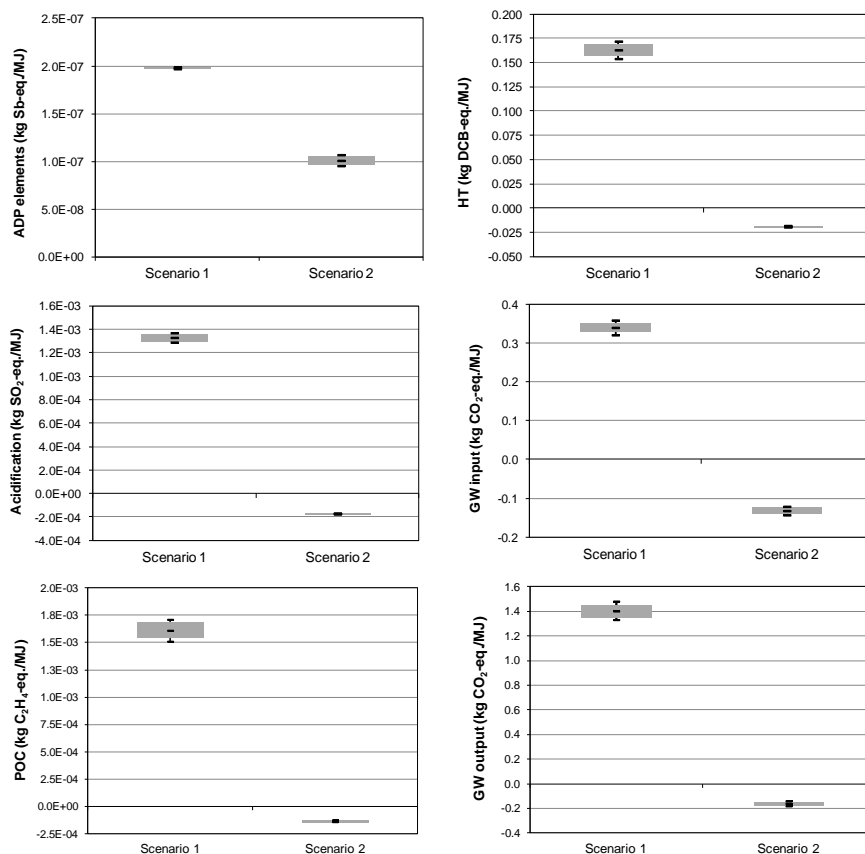 ADP elements (kg Sb-eq./MJ)
2.5E-07
2.0E-07
1.5E-07
1.0E-07
5.0E-08
0.0E+00
Scenario 1
Scenario 2
HT (kg DCB-eq./MJ)
0.200
0.175
0.150
0.125
0.100
0.075
0.050
0.025
0.000
-0.025
-0.050
Scenario 1
Scenario 2
Acidification (kg SO₂-eq./MJ)
1.6E-03
1.4E-03
1.2E-03
1.0E-03
8.0E-04
6.0E-04
4.0E-04
2.0E-04
0.0E+00
-2.0E-04
-4.0E-04
Scenario 1
Scenario 2
GW input (kg CO₂-eq./MJ)
0.4
0.3
0.2
0.1
0.0
-0.1
-0.2
Scenario 1
Scenario 2
POC (kg C₂H₄-eq./MJ)
2.0E-03
1.8E-03
1.5E-03
1.3E-03
1.0E-03
7.5E-04
5.0E-04
2.5E-04
0.0E+00
-2.5E-04
Scenario 1
Scenario 2
GW output (kg CO₂-eq./MJ)
1.6
1.4
1.2
1.0
0.8
0.6
0.4
0.2
0.0
-0.2
-0.4
Scenario 1
Scenario 2